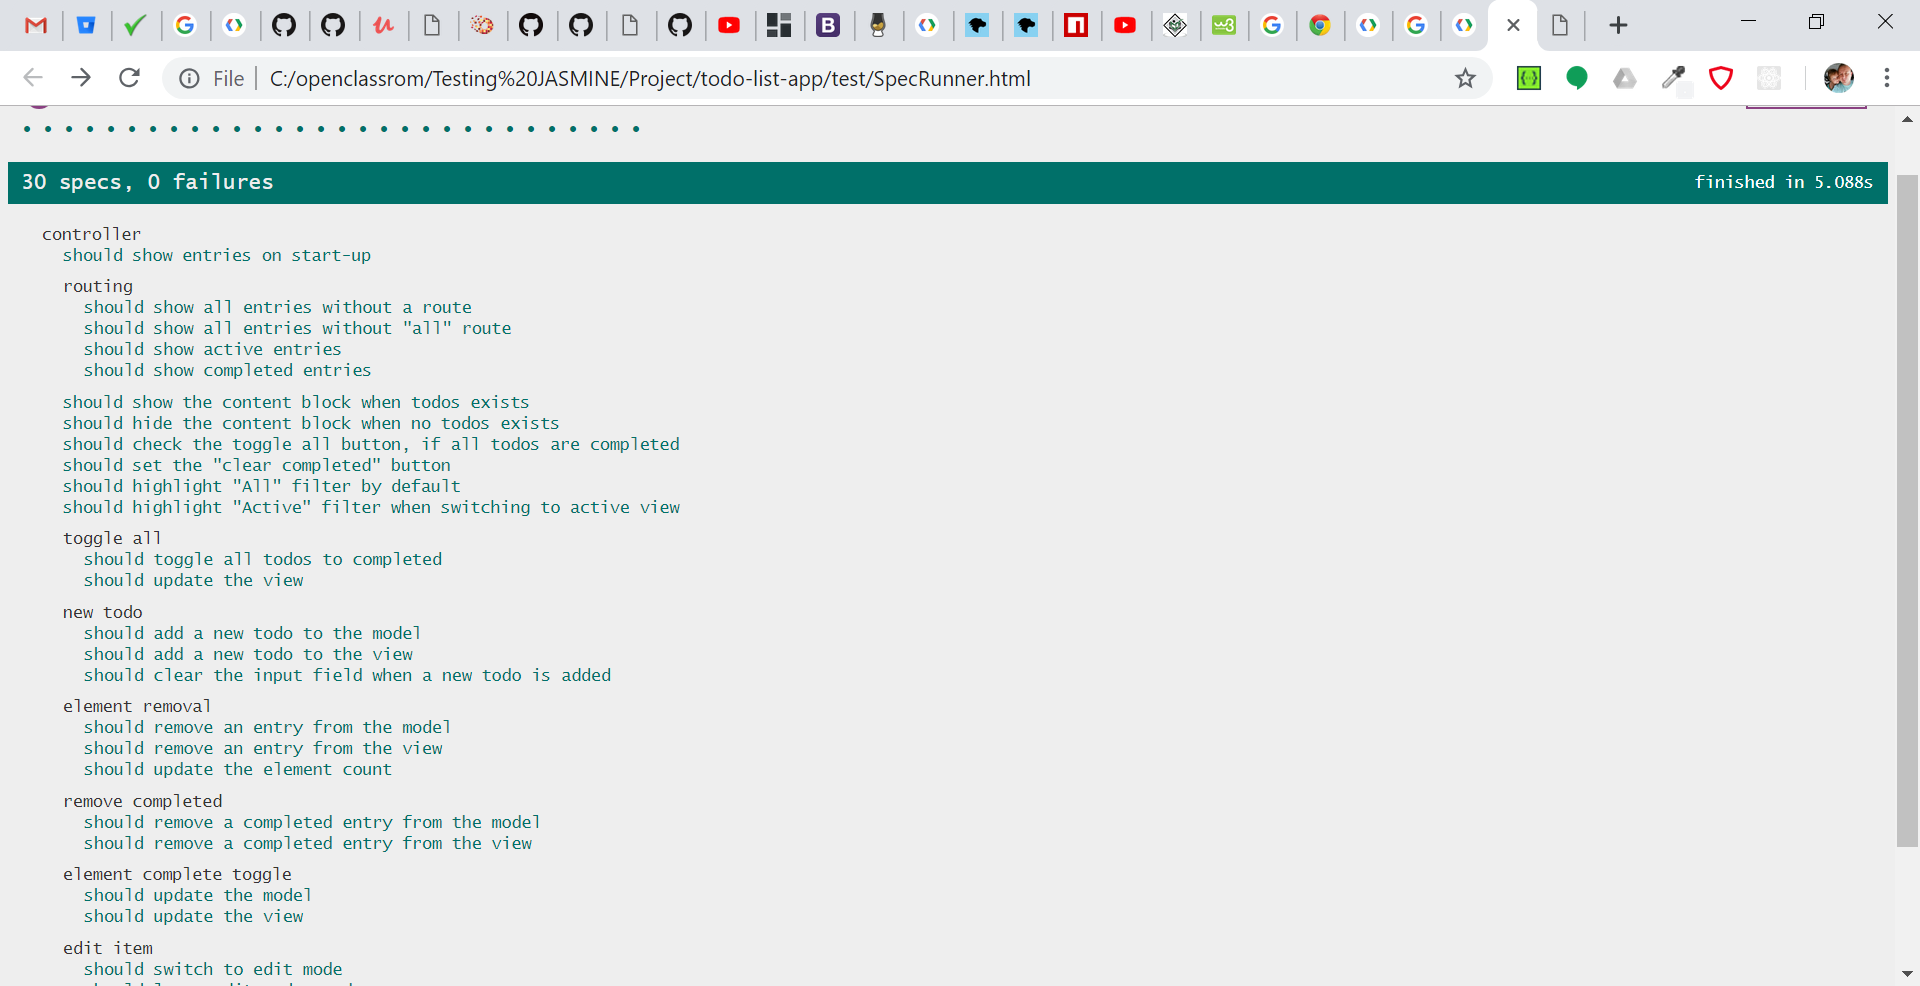 File C:/openclassrom/Testing%20JASMINE/Project/todo-list-app/test/SpecRunner.html
30 specs, 0 failures finished in 5.088s
controller
should show entries on start-up
routing
should show all entries without a route
should show all entries without "all" route
should show active entries
should show completed entries
should show the content block when todos exists
should hide the content block when no todos exists
should check the toggle all button, if all todos are completed
should set the "clear completed" button
should highlight "All" filter by default
should highlight "Active" filter when switching to active view
toggle all
should toggle all todos to completed
should update the view
new todo
should add a new todo to the model
should add a new todo to the view
should clear the input field when a new todo is added
element removal
should remove an entry from the model
should remove an entry from the view
should update the element count
remove completed
should remove a completed entry from the model
should remove a completed entry from the view
element complete toggle
should update the model
should update the view
edit item
should switch to edit mode